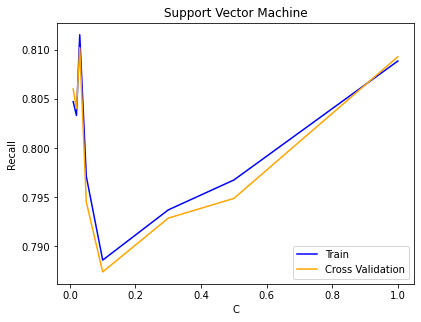 Support Vector Machine
0.810
0.805
0.800
0.795
0.790
Recall
0.0 0.2 0.4 0.6 0.8 1.0
C
Train
Cross Validation